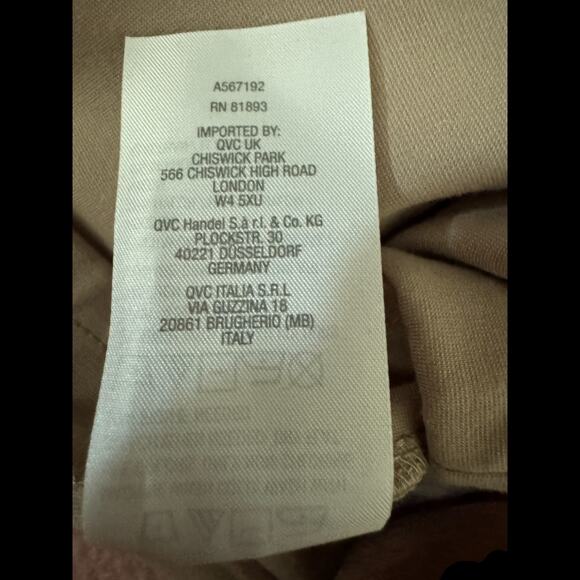 A567192
RN 81893
IMPORTED BY:
QVC UK
CHISWICK PARK
566 CHISWICK HIGH ROAD
LONDON
W4 5XU
QVC Handel S.à r.l. & Co. KG
PLOCKSTR. 30
40221 DÜSSELDORF
GERMANY
QVC ITALIA S.R.L
VIA GUZZINA 18
20861 BRUGHERIO (MB)
ITALY